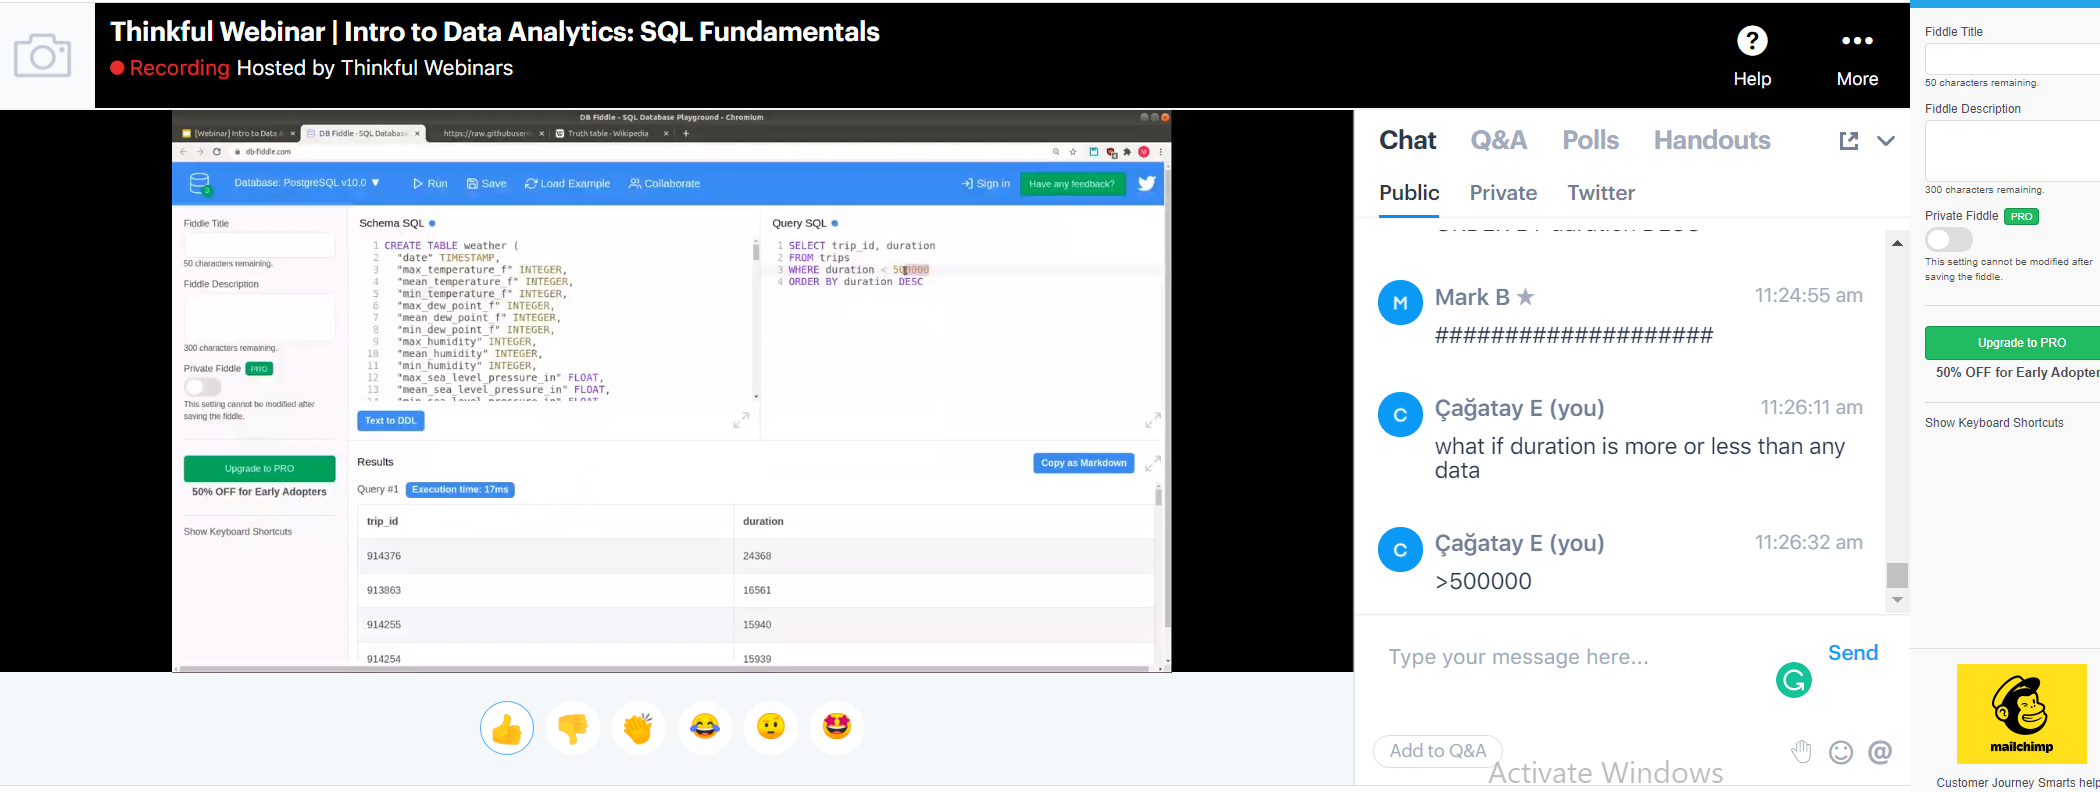 Thinkful Webinar | Intro to Data Analytics: SQL Fundamentals
Recording Hosted by Thinkful Webinars
Help
More
DB Fiddle - SQL Database Playground - Chromium
[Webinar] Intro to Data A
DB Fiddle - SQL Database
https://raw.githubuserc
Truth table - Wikipedia
db-fiddle.com
Database: PostgreSQL v10.0
Run
Save
Load Example
Collaborate
Sign in
Have any feedback?
Fiddle Title
50 characters remaining.
Fiddle Description
300 characters remaining.
Private Fiddle PRO
This setting cannot be modified after
saving the fiddle.
Upgrade to PRO
50% OFF for Early Adopters
Show Keyboard Shortcuts
Schema SQL
1 CREATE TABLE weather (
2 "date" TIMESTAMP,
3 "max_temperature_f" INTEGER,
4 "mean_temperature_f" INTEGER,
5 "min_temperature_f" INTEGER,
6 "max_dew_point_f" INTEGER,
7 "mean_dew_point_f" INTEGER,
8 "min_dew_point_f" INTEGER,
9 "max_humidity" INTEGER,
10 "mean_humidity" INTEGER,
11 "min_humidity" INTEGER,
12 "max_sea_level_pressure_in" FLOAT,
13 "mean_sea_level_pressure_in" FLOAT,
14 "min_sea_level_pressure_in" FLOAT
Text to DDL
Query SQL
1 SELECT trip_id, duration
2 FROM trips
3 WHERE duration < 500000
4 ORDER BY duration DESC
Results
Copy as Markdown
Query #1 Execution time: 17ms
trip_id duration
914376 24368
913863 16561
914255 15940
914254 15939
Chat
Q&A
Polls
Handouts
Public
Private
Twitter
ORDER BY duration DESC
M
Mark B
11:24:55 am
####################
C
Çağatay E (you)
11:26:11 am
what if duration is more or less than any
data
C
Çağatay E (you)
11:26:32 am
>500000
Type your message here...
Send
Add to Q&A
Activate Windows
Fiddle Title
50 characters remaining.
Fiddle Description
300 characters remaining.
Private Fiddle PRO
This setting cannot be modified after
saving the fiddle.
Upgrade to PRO
50% OFF for Early Adopter
Show Keyboard Shortcuts
mailchimp
Customer Journey Smarts help